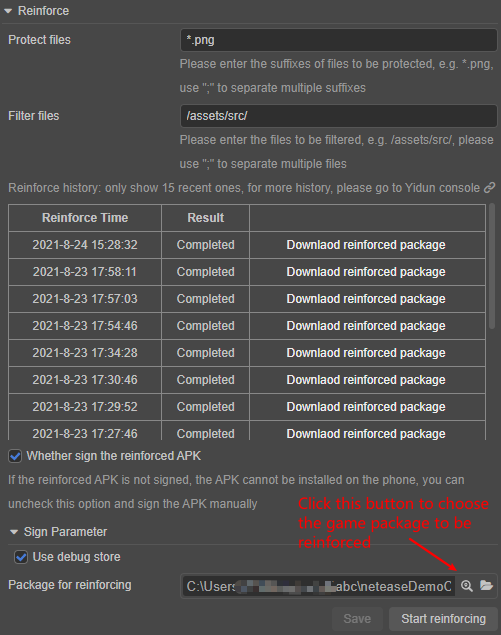 Reinforce
Protect files
*.png
Please enter the suffixes of files to be protected, e.g. *.png,
use ";" to separate multiple suffixes
Filter files
/assets/src/
Please enter the files to be filtered, e.g. /assets/src/, please
use ";" to separate multiple files
Reinforce history: only show 15 recent ones, for more history, please go to Yidun console
Reinforce Time Result
2021-8-24 15:28:32 Completed Downlaod reinforced package
2021-8-23 17:58:11 Completed Downlaod reinforced package
2021-8-23 17:57:03 Completed Downlaod reinforced package
2021-8-23 17:54:46 Completed Downlaod reinforced package
2021-8-23 17:34:28 Completed Downlaod reinforced package
2021-8-23 17:30:46 Completed Downlaod reinforced package
2021-8-23 17:29:52 Completed Downlaod reinforced package
2021-8-23 17:27:46 Completed Downlaod reinforced package
Whether sign the reinforced APK
If the reinforced APK is not signed, the APK cannot be installed on the phone, you can
uncheck this option and sign the APK manually
Click this button to choose
the game package to be
reinforced
Sign Parameter
Use debug store
Package for reinforcing
C:\Users abc\neteaseDemoC
Save Start reinforcing